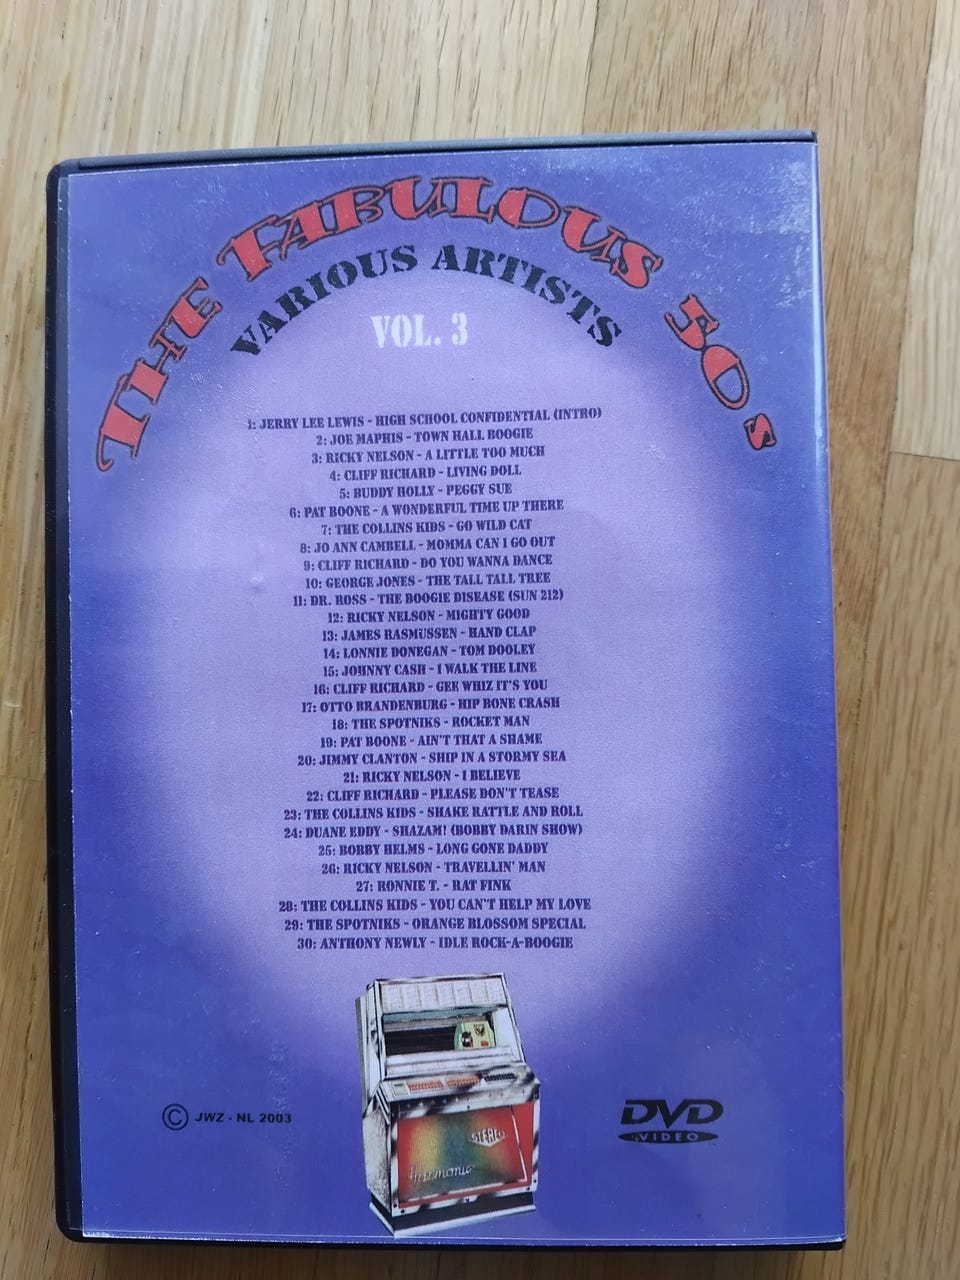 THE FABULOUS 50s
VARIOUS ARTISTS
VOL. 3
1: JERRY LEE LEWIS - HIGH SCHOOL CONFIDENTIAL (INTRO)
2: JOE MAPHIS - TOWN HALL BOOGIE
3: RICKY NELSON - A LITTLE TOO MUCH
4: CLIFF RICHARD - LIVING DOLL
5: BUDDY HOLLY - PEGGY SUE
6: PAT BOONE - A WONDERFUL TIME UP THERE
7: THE COLLINS KIDS - GO WILD CAT
8: JO ANN CAMBELL - MOMMA CAN I GO OUT
9: CLIFF RICHARD - DO YOU WANNA DANCE
10: GEORGE JONES - THE TALL TALL TREE
11: DR. ROSS - THE BOOGIE DISEASE (SUN 212)
12: RICKY NELSON - MIGHTY GOOD
13: JAMES RASMUSSEN - HAND CLAP
14: LONNIE DONEGAN - TOM DOOLEY
15: JOHNNY CASH - I WALK THE LINE
16: CLIFF RICHARD - GEE WHIZ IT'S YOU
17: OTTO BRANDENBURG - HIP BONE CRASH
18: THE SPOTNIKS - ROCKET MAN
19: PAT BOONE - AIN'T THAT A SHAME
20: JIMMY CLANTON - SHIP IN A STORMY SEA
21: RICKY NELSON - I BELIEVE
22: CLIFF RICHARD - PLEASE DON'T TEASE
23: THE COLLINS KIDS - SHAKE RATTLE AND ROLL
24: DUANE EDDY - SHAZAM! (BOBBY DARIN SHOW)
25: BOBBY HELMS - LONG GONE DADDY
26: RICKY NELSON - TRAVELLIN' MAN
27: RONNIE T. - RAT FINK
28: THE COLLINS KIDS - YOU CAN'T HELP MY LOVE
29: THE SPOTNIKS - ORANGE BLOSSOM SPECIAL
30: ANTHONY NEWLY - IDLE ROCK-A-BOOGIE
STEREO
Harmonie
© JWZ - NL 2003
DVD
VIDEO